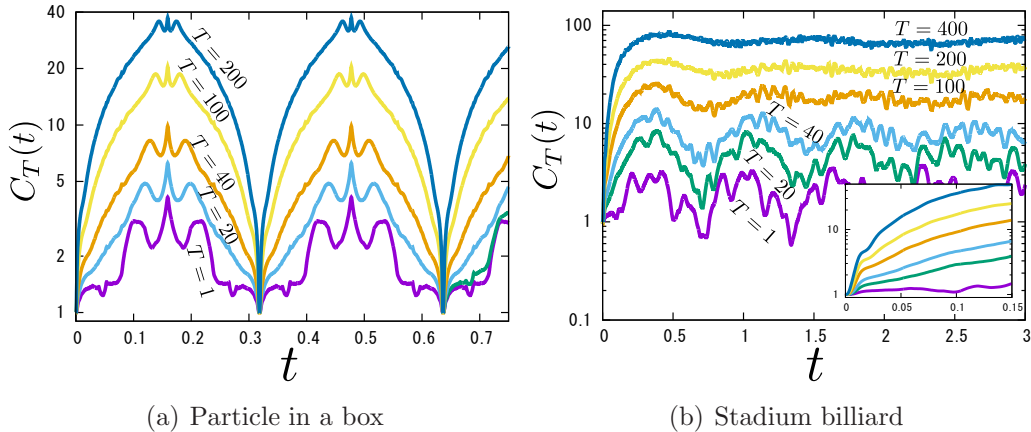 40
20
10
5
2
1
C_T(t)
T = 200
T = 100
T = 40
T = 20
T = 1
0 0.1 0.2 0.3 0.4 0.5 0.6 0.7
t
(a) Particle in a box
100
10
1
0.1
C_T(t)
T = 400
T = 200
T = 100
T = 40
T = 20
T = 1
10
1
0 0.05 0.1 0.15
0 0.5 1 1.5 2 2.5 3
t
(b) Stadium billiard